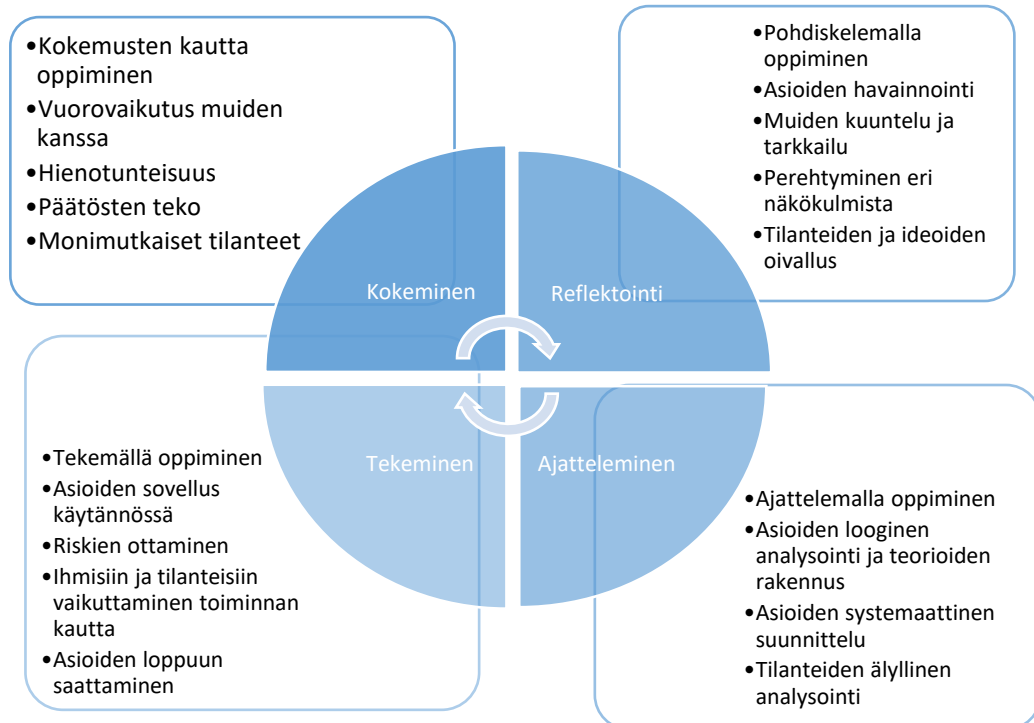 •Kokemusten kautta
oppiminen
•Vuorovaikutus muiden
kanssa
•Hienotunteisuus
•Päätösten teko
•Monimutkaiset tilanteet
•Pohdiskelemalla
oppiminen
•Asioiden havainnointi
•Muiden kuuntelu ja
tarkkailu
•Perehtyminen eri
näkökulmista
•Tilanteiden ja ideoiden
oivallus
Kokeminen
Reflektointi
Tekeminen
Ajatteleminen
•Tekemällä oppiminen
•Asioiden sovellus
käytännössä
•Riskien ottaminen
•Ihmisiin ja tilanteisiin
vaikuttaminen toiminnan
kautta
•Asioiden loppuun
saattaminen
•Ajattelemalla oppiminen
•Asioiden looginen
analysointi ja teorioiden
rakennus
•Asioiden systemaattinen
suunnittelu
•Tilanteiden älyllinen
analysointi